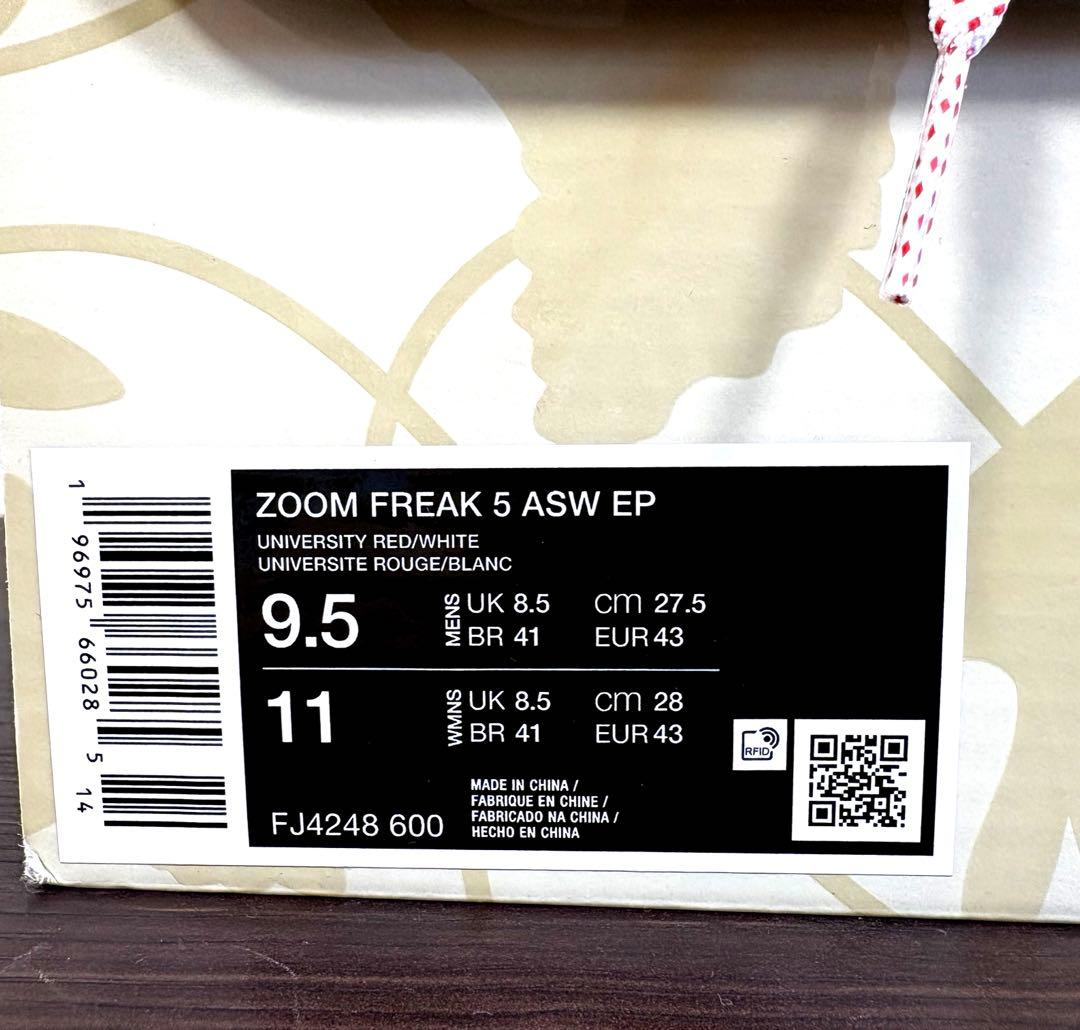 ZOOM FREAK 5 ASW EP
UNIVERSITY RED/WHITE
UNIVERSITE ROUGE/BLANC
9.5
MENS
UK 8.5 cm 27.5
BR 41 EUR 43
11
WMNS
UK 8.5 cm 28
BR 41 EUR 43
RFID
MADE IN CHINA /
FABRIQUE EN CHINE /
FABRICADO NA CHINA /
HECHO EN CHINA
FJ4248 600
1 96975 66028 5 14